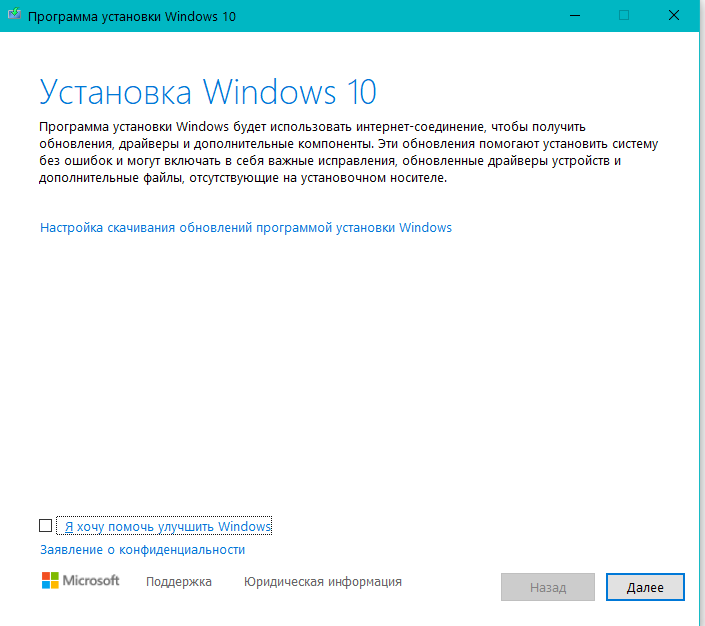 Программа установки Windows 10
Установка Windows 10
Программа установки Windows будет использовать интернет-соединение, чтобы получить
обновления, драйверы и дополнительные компоненты. Эти обновления помогают установить систему
без ошибок и могут включать в себя важные исправления, обновленные драйверы устройств и
дополнительные файлы, отсутствующие на установочном носителе.
Настройка скачивания обновлений программой установки Windows
Я хочу помочь улучшить Windows
Заявление о конфиденциальности
Microsoft Поддержка Юридическая информация Назад Далее